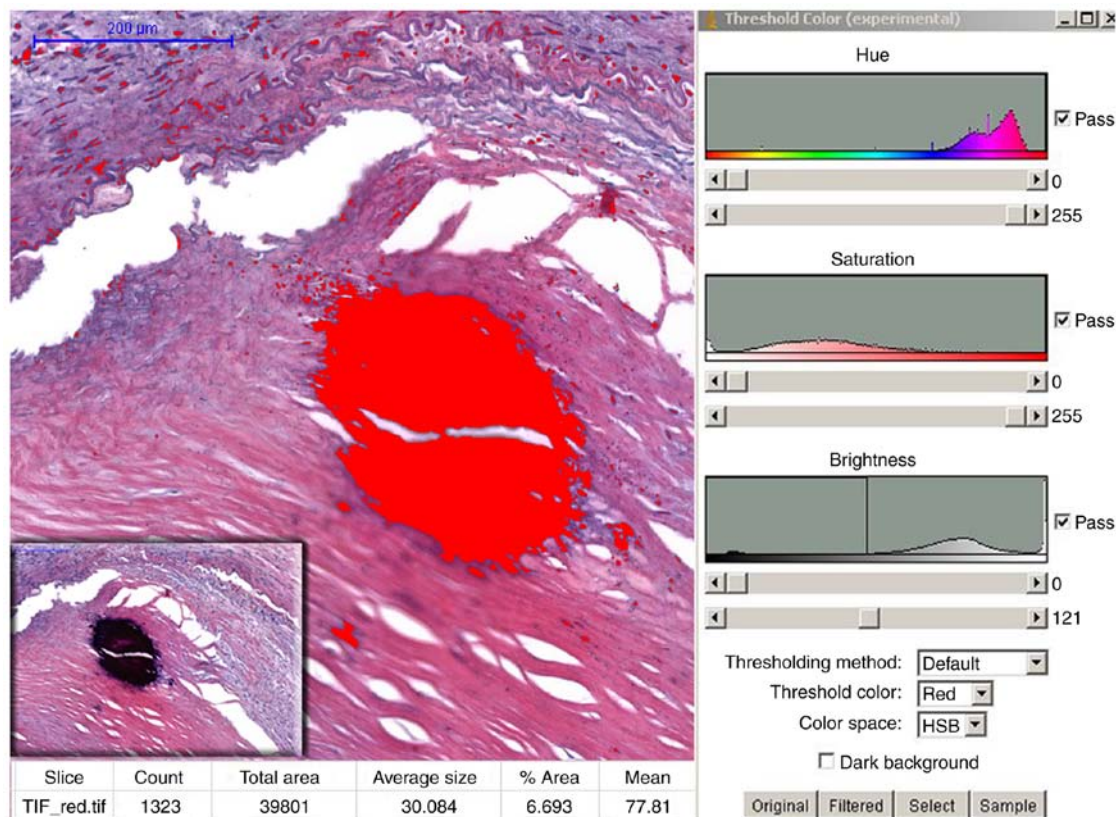 200 µm
Threshold Color (experimental)
Hue
Pass
0
255
Saturation
Pass
0
255
Brightness
Pass
0
121
Thresholding method: Default
Threshold color: Red
Color space: HSB
Dark background
Original Filtered Select Sample
Slice Count Total area Average size % Area Mean
TIF_red.tif 1323 39801 30.084 6.693 77.81